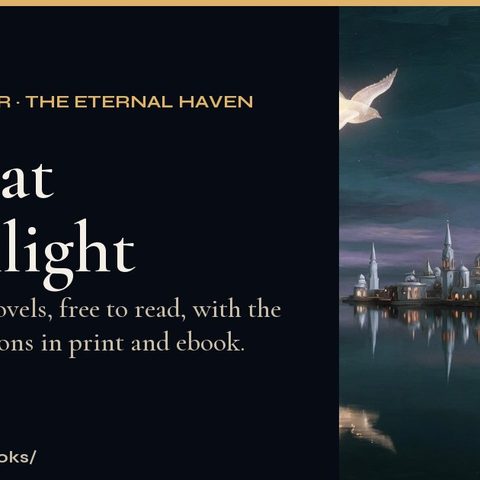 R · THE ETERNAL HAVEN
at
light
ovels, free to read, with the
ons in print and ebook.
oks/